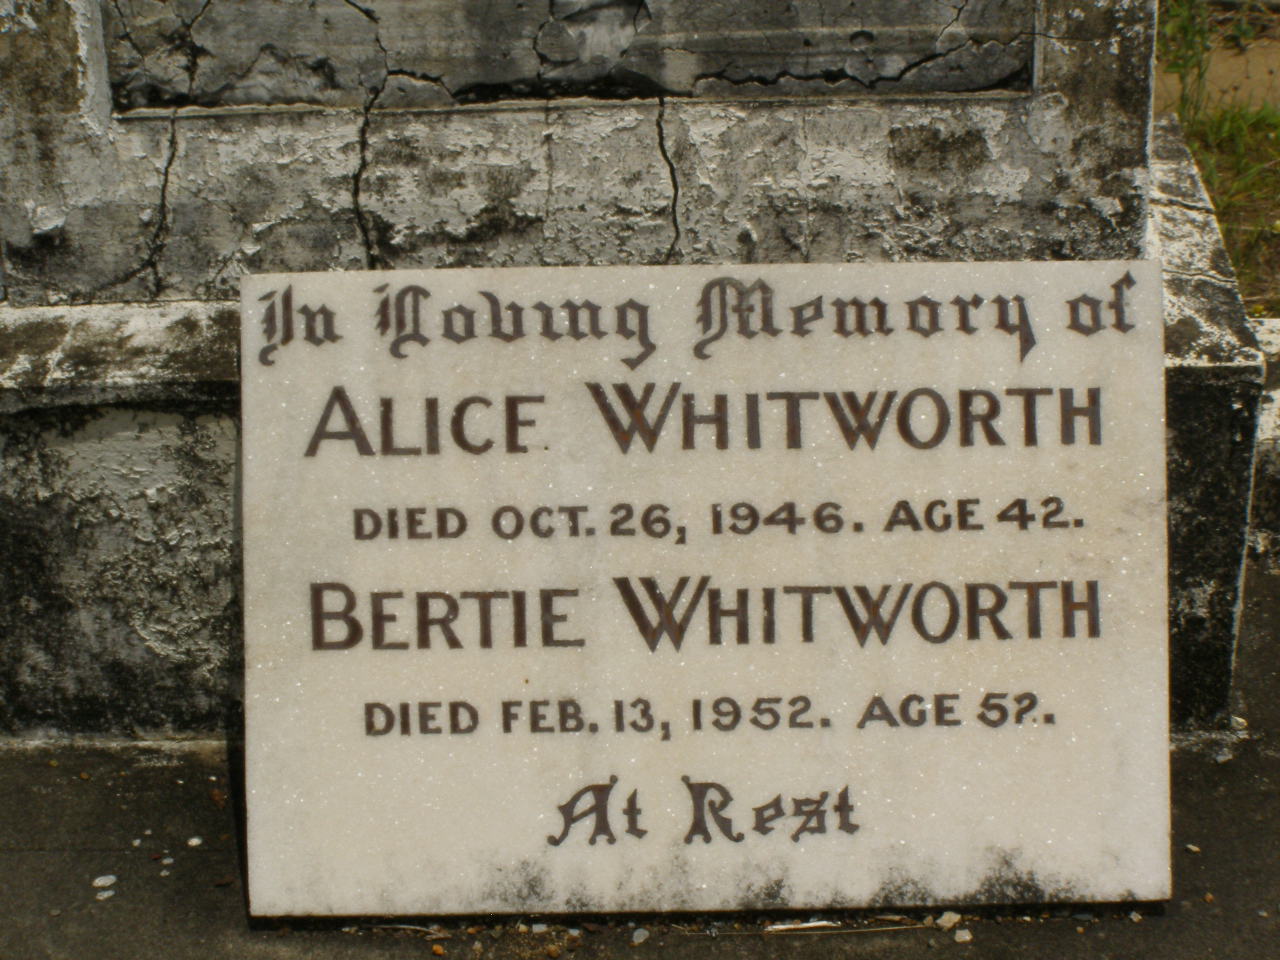 In Loving Memory of
ALICE WHITWORTH
DIED OCT. 26, 1946. AGE 42.
BERTIE WHITWORTH
DIED FEB. 13, 1952. AGE 5?.
At Rest